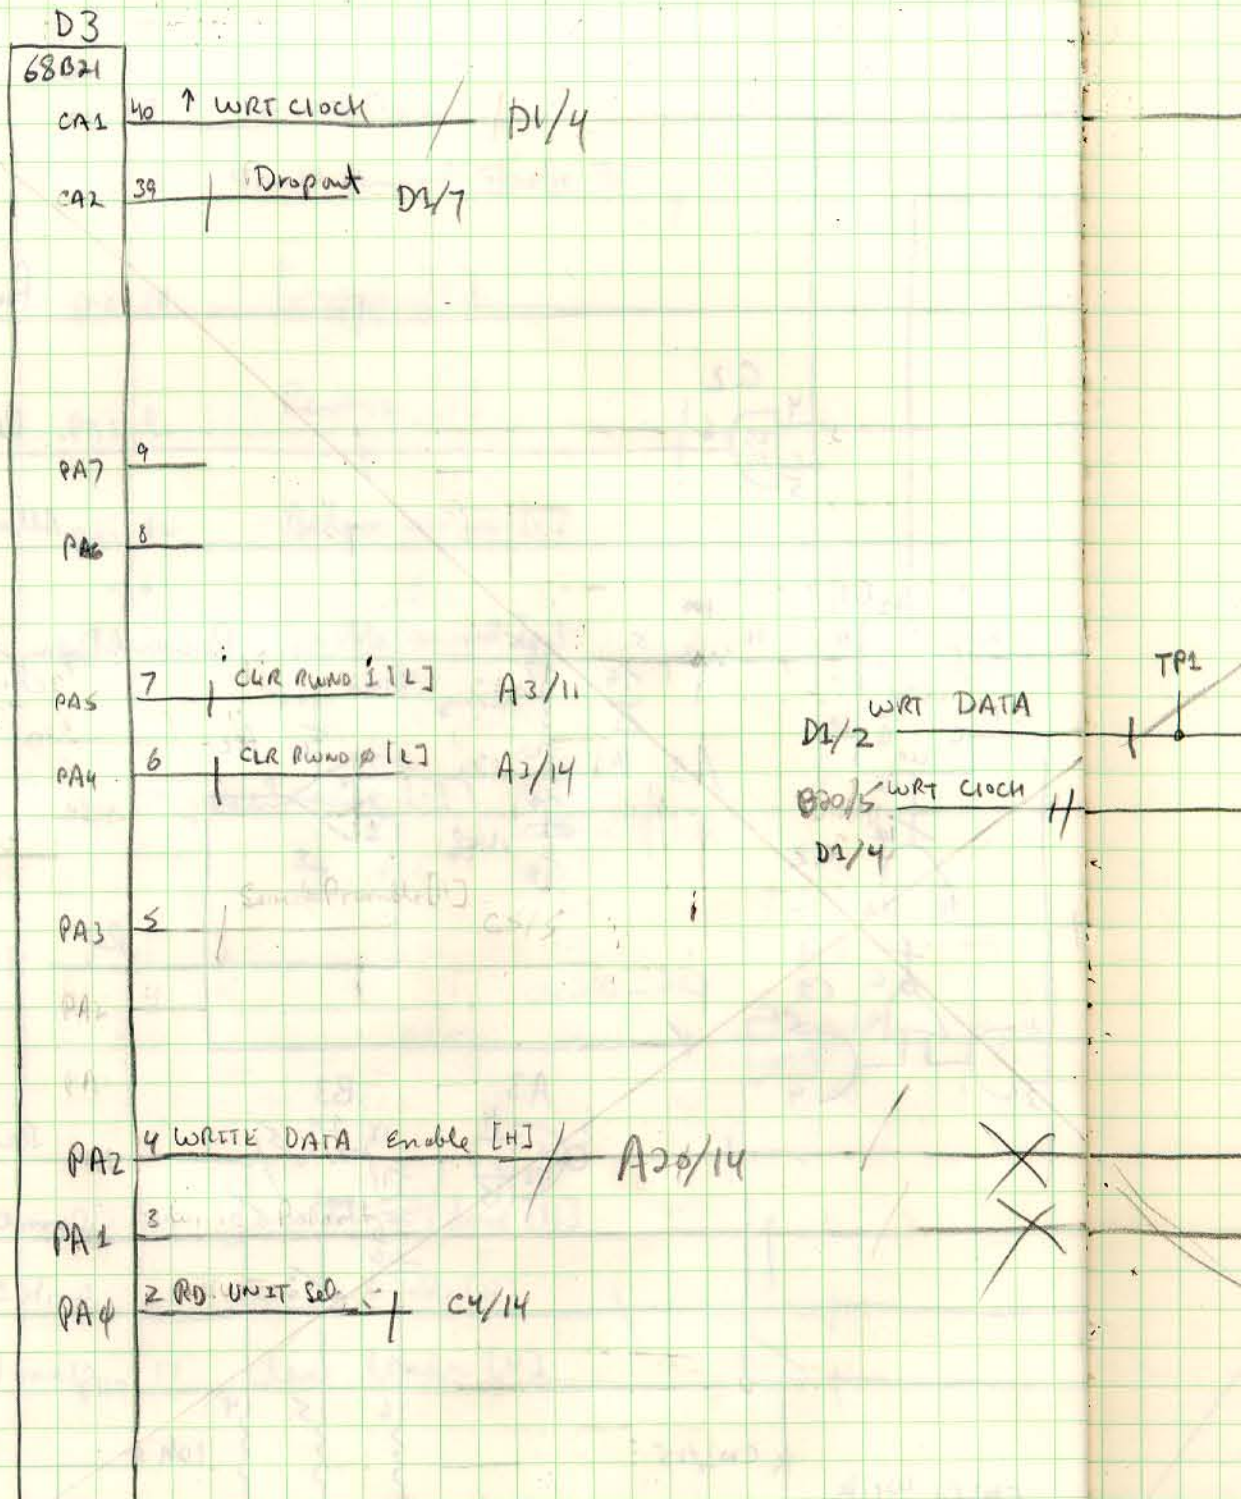 D3
68B21
CA1 40 ↑ WRT Clock D1/4
CA2 39 Dropout D1/7
PA7 9
PA6 8
PA5 7 CLR RWND 1 [L] A3/11
TP1
D1/2 WRT DATA
PA4 6 CLR RWND ø [L] A3/14
B20/5 WRT Clock
D1/4
PA3 5
PA2 4 WRITE DATA Enable [H] A20/14
PA1 3
PAø 2 RD UNIT Sel. C4/14